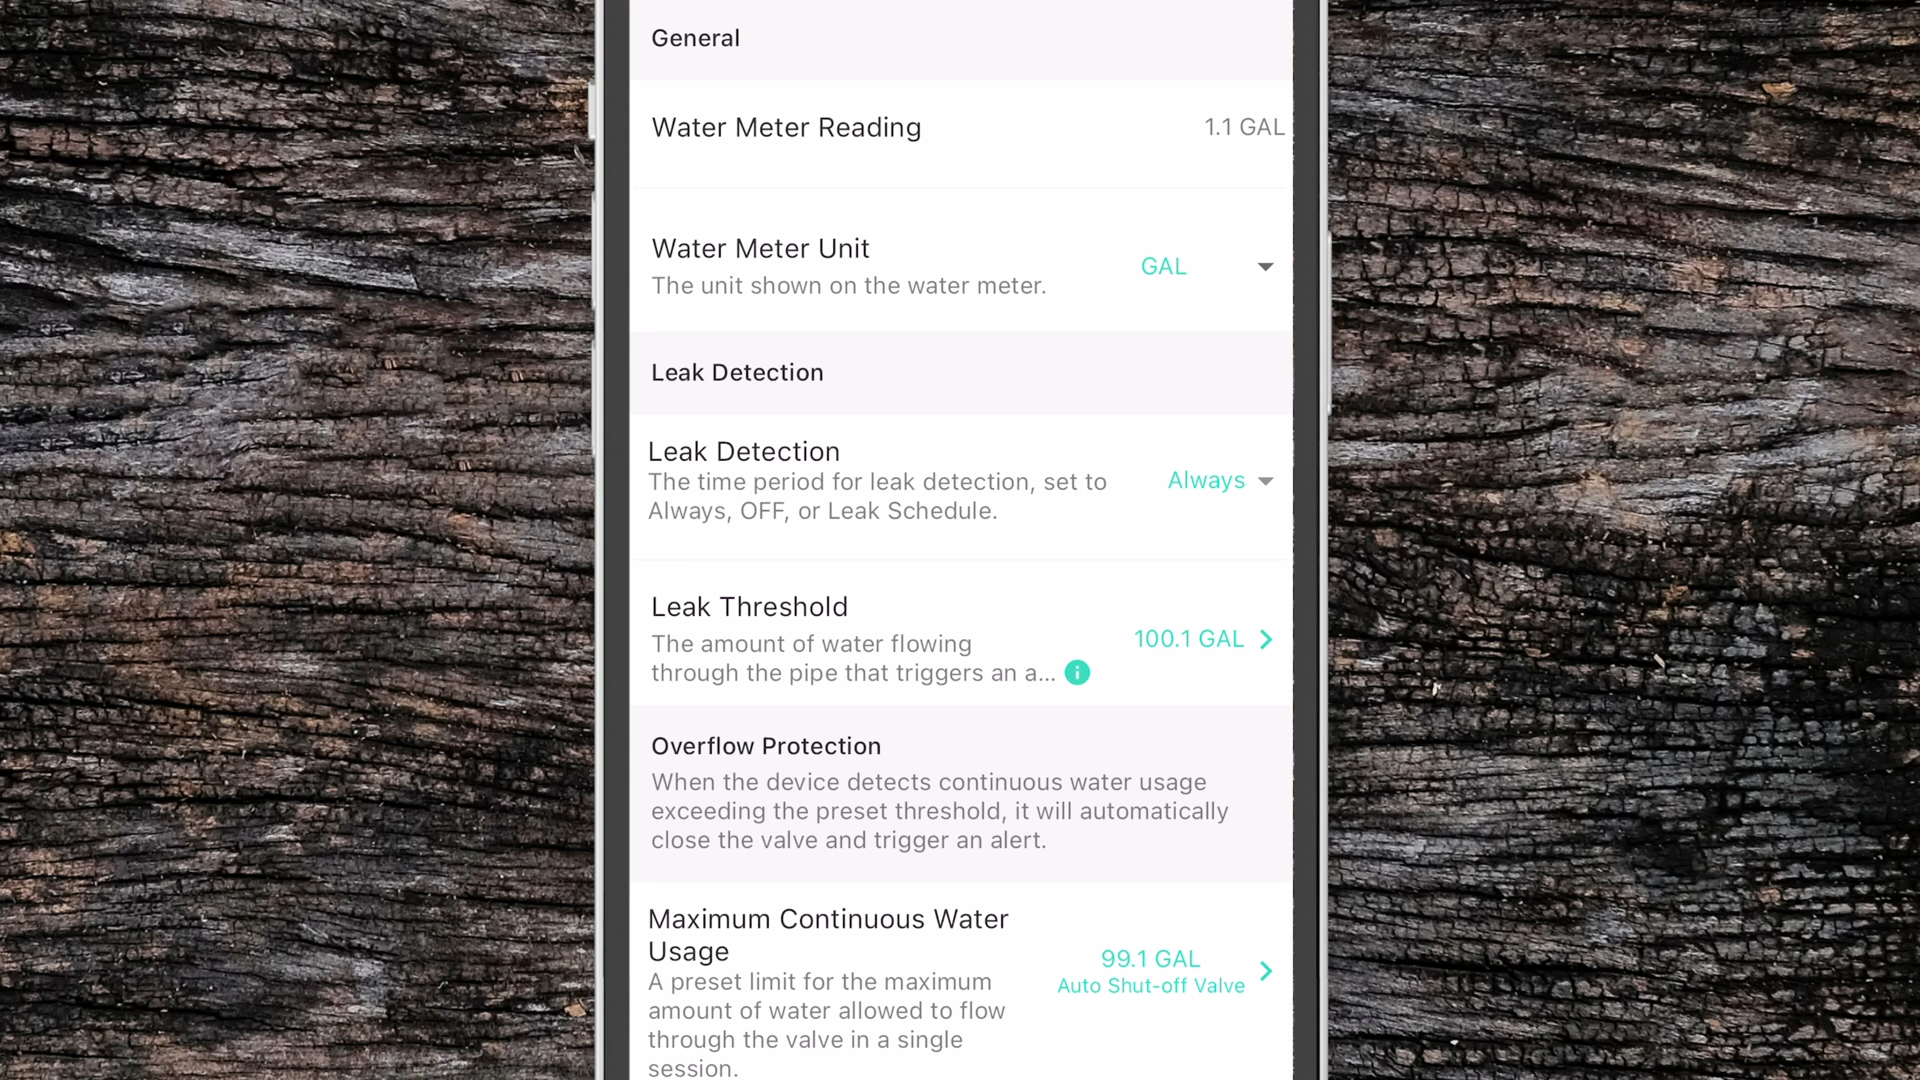 General
Water Meter Reading
1.1 GAL
Water Meter Unit
The unit shown on the water meter.
GAL
Leak Detection
Leak Detection
The time period for leak detection, set to
Always, OFF, or Leak Schedule.
Always
Leak Threshold
The amount of water flowing
through the pipe that triggers an a...
100.1 GAL
Overflow Protection
When the device detects continuous water usage
exceeding the preset threshold, it will automatically
close the valve and trigger an alert.
Maximum Continuous Water
Usage
A preset limit for the maximum
amount of water allowed to flow
through the valve in a single
session.
99.1 GAL
Auto Shut-off Valve